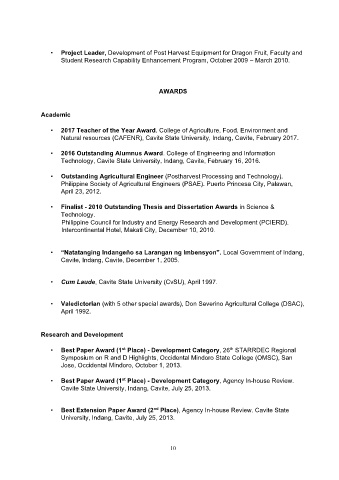 • Project Leader, Development of Post Harvest Equipment for Dragon Fruit, Faculty and
Student Research Capability Enhancement Program, October 2009 – March 2010.
AWARDS
Academic
• 2017 Teacher of the Year Award. College of Agriculture, Food, Environment and
Natural resources (CAFENR), Cavite State University, Indang, Cavite, February 2017.
• 2016 Outstanding Alumnus Award. College of Engineering and Information
Technology, Cavite State University, Indang, Cavite, February 16, 2016.
• Outstanding Agricultural Engineer (Postharvest Processing and Technology),
Philippine Society of Agricultural Engineers (PSAE). Puerto Princesa City, Palawan,
April 23, 2012.
• Finalist - 2010 Outstanding Thesis and Dissertation Awards in Science &
Technology.
Philippine Council for Industry and Energy Research and Development (PCIERD),
Intercontinental Hotel, Makati City, December 10, 2010.
• "Natatanging Indangeño sa Larangan ng Imbensyon". Local Government of Indang,
Cavite, Indang, Cavite, December 1, 2005.
• Cum Laude, Cavite State University (CvSU), April 1997.
• Valedictorian (with 5 other special awards), Don Severino Agricultural College (DSAC),
April 1992.
Research and Development
• Best Paper Award (1st Place) - Development Category, 26th STARRDEC Regional
Symposium on R and D Highlights, Occidental Mindoro State College (OMSC), San
Jose, Occidental Mindoro, October 1, 2013.
• Best Paper Award (1st Place) - Development Category, Agency In-house Review.
Cavite State University, Indang, Cavite, July 25, 2013.
• Best Extension Paper Award (2nd Place), Agency In-house Review, Cavite State
University, Indang, Cavite, July 25, 2013.
10